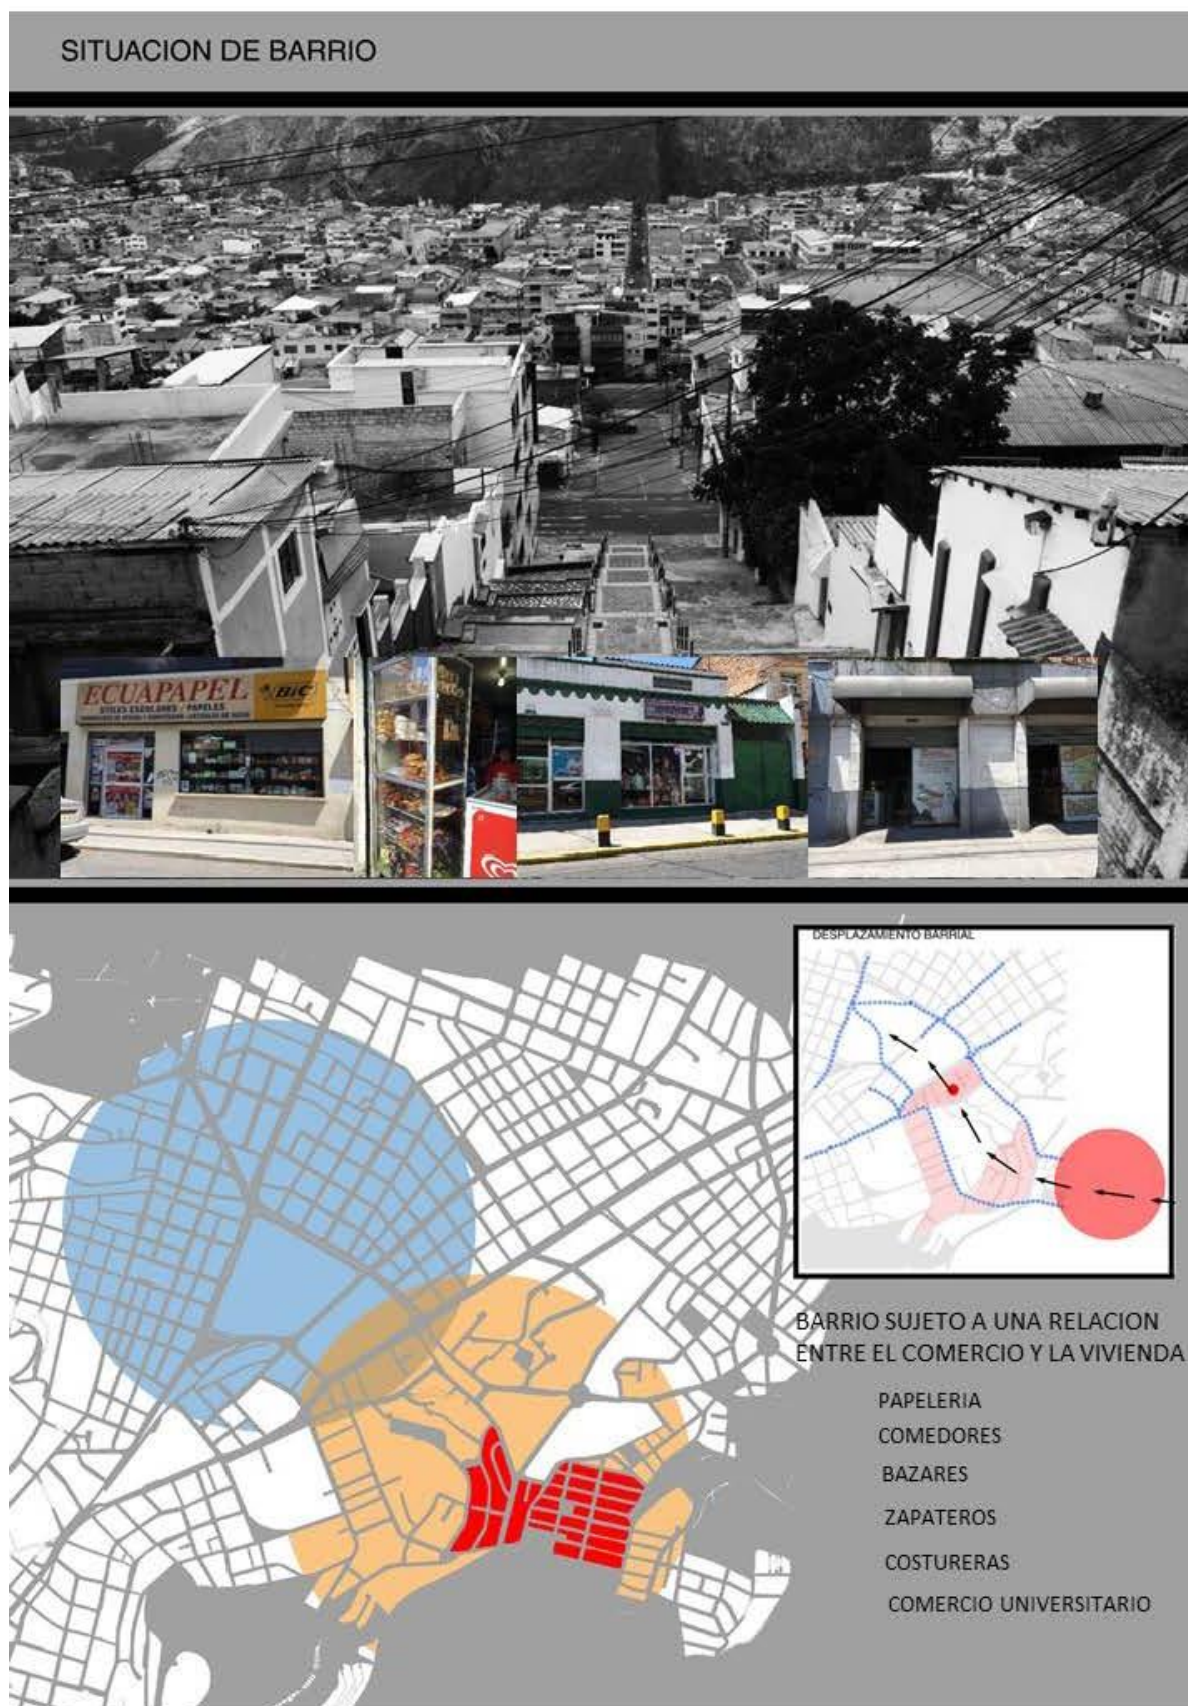 SITUACION DE BARRIO
ECUAPAPEL
BIC
UTILES ESCOLARES / PAPELES
DESPLAZAMIENTO BARRIAL
BARRIO SUJETO A UNA RELACION
ENTRE EL COMERCIO Y LA VIVIENDA
PAPELERIA
COMEDORES
BAZARES
ZAPATEROS
COSTURERAS
COMERCIO UNIVERSITARIO